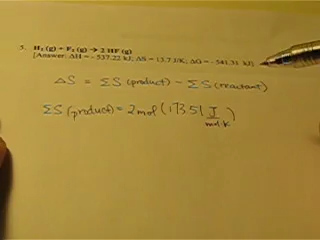 5. H₂ (g) + F₂ (g) → 2 HF (g)
[Answer: ΔH = - 537.22 kJ; ΔS = 13.7 J/K; ΔG = - 541.31 kJ]
ΔS = ΣS (product) - ΣS (reactant)
ΣS (product) = 2 mol (173.51 J/mol·K)